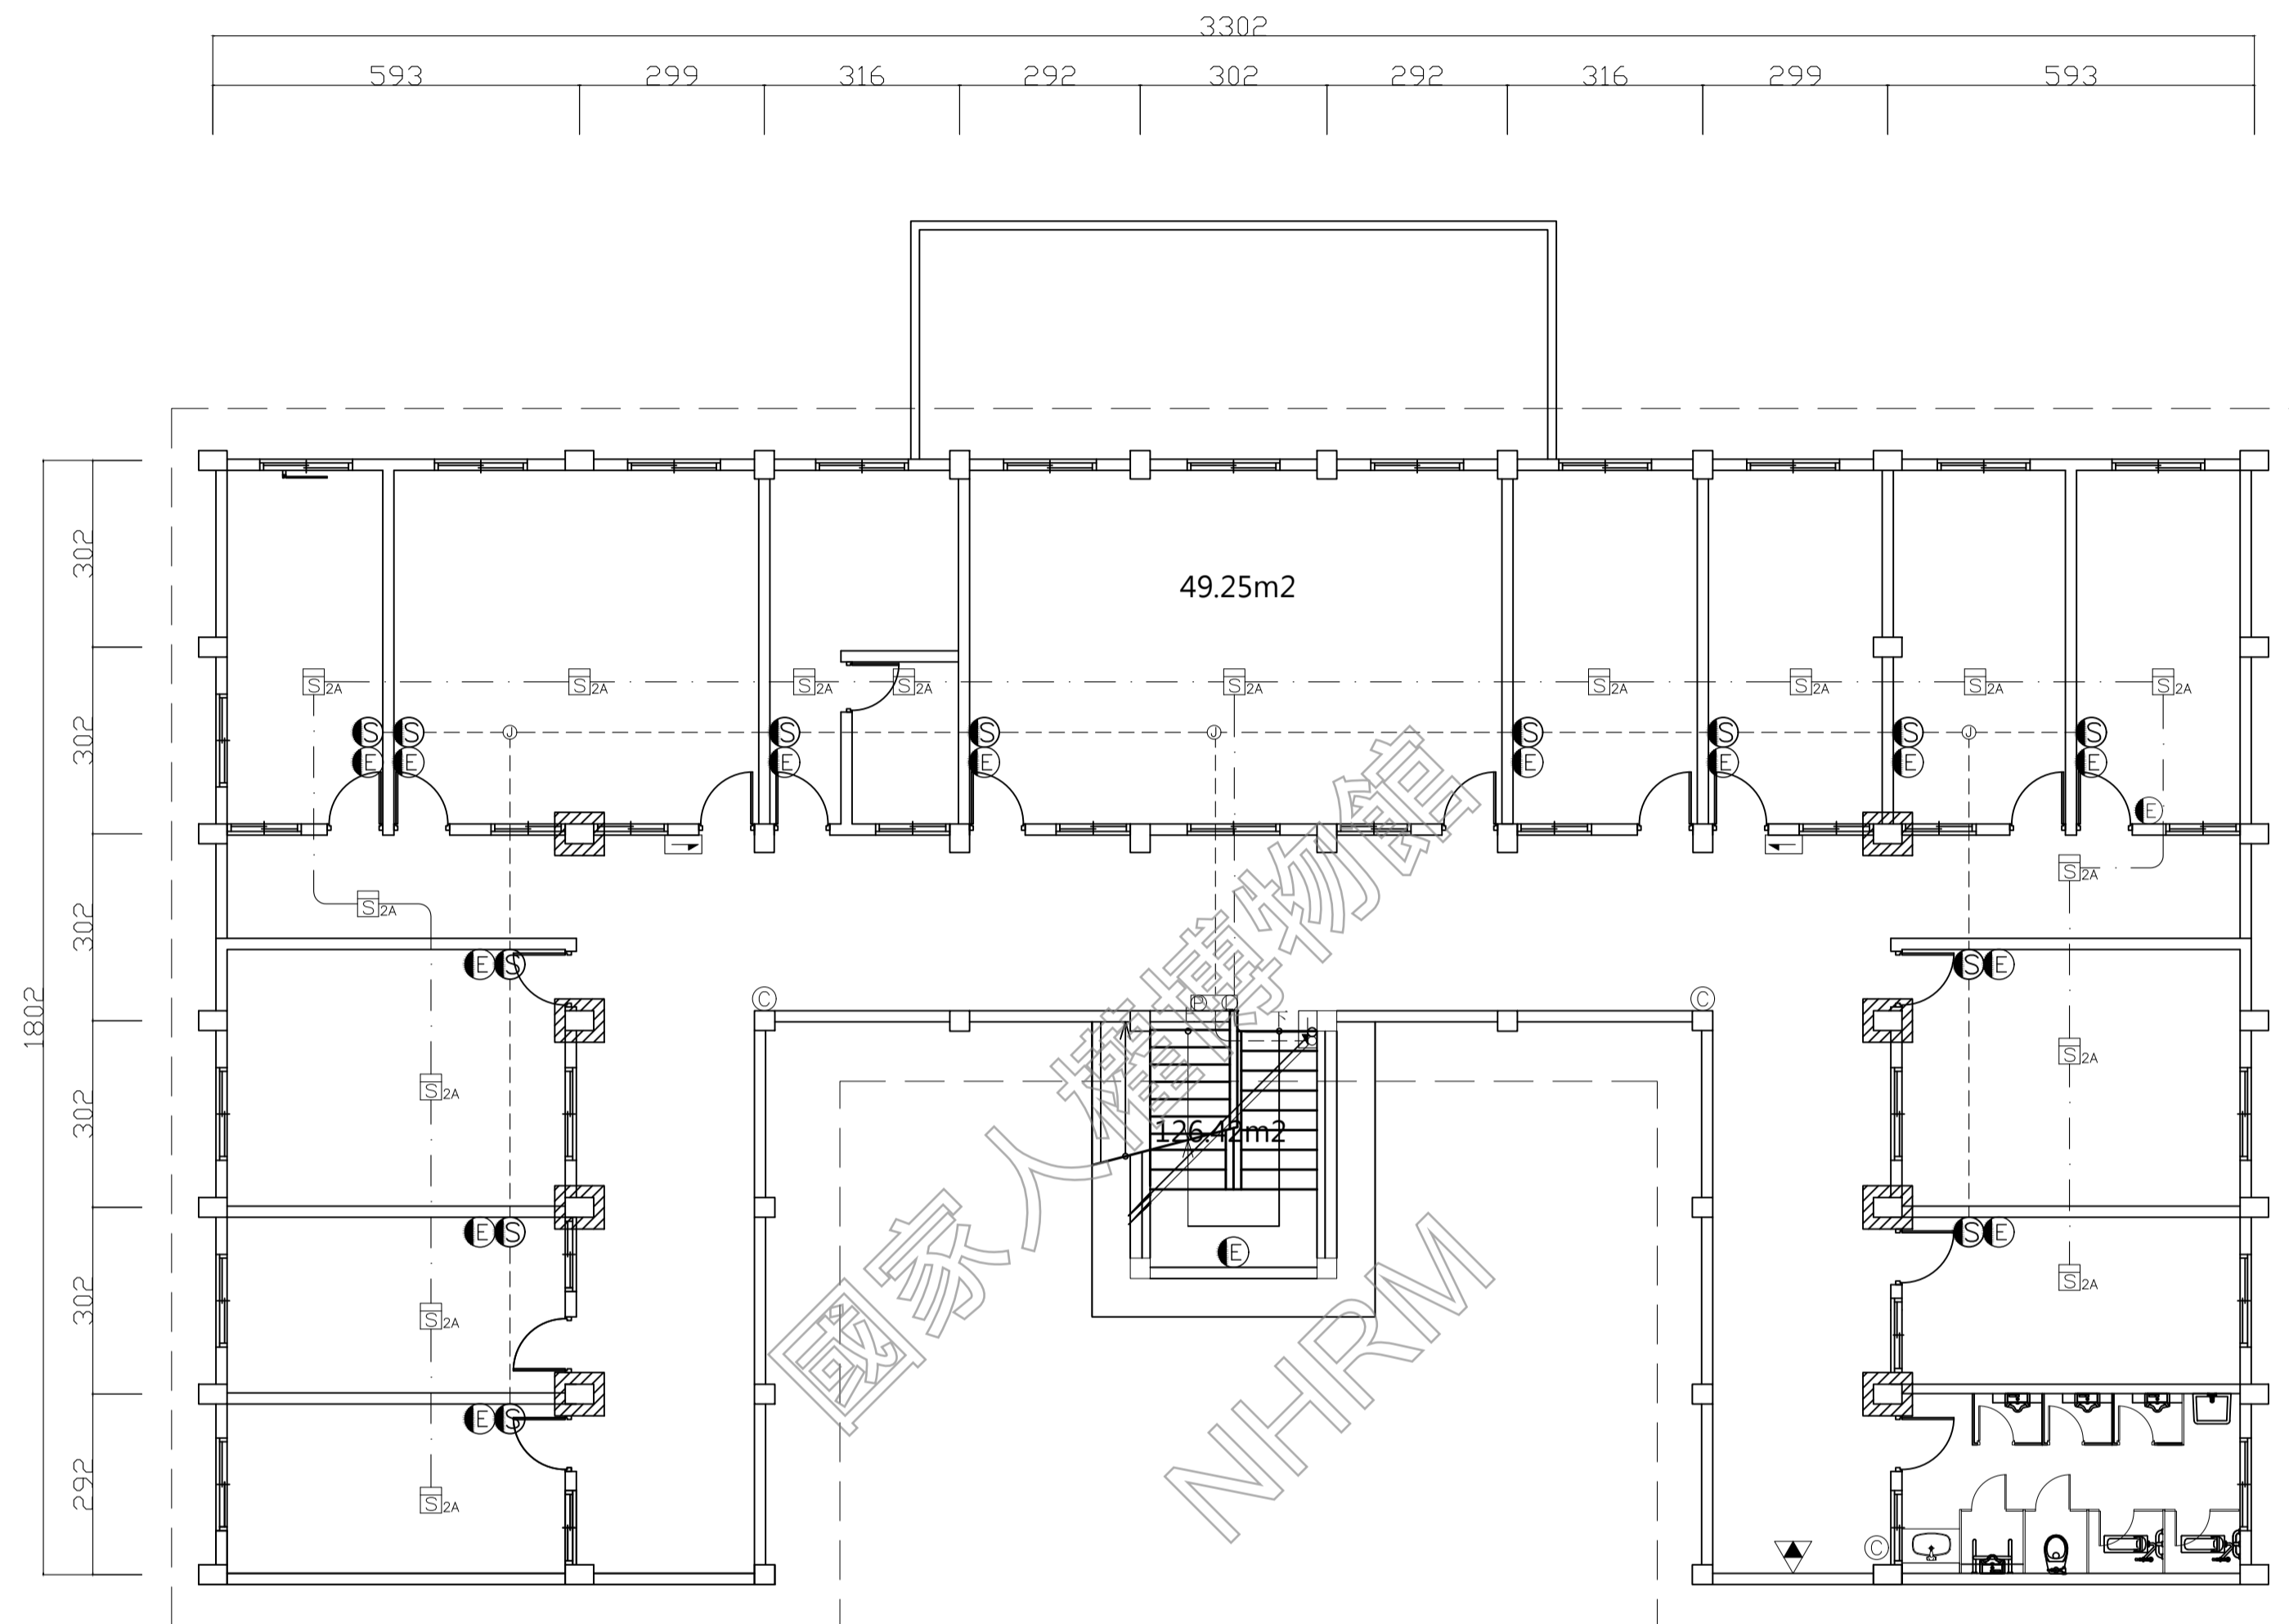 3302
593 299 316 292 302 292 316 299 593
49.25m2
302
S2A S2A S2A S2A S2A S2A S2A S2A S2A
302
S S J S S J S S S J S
E E E E E E E E
E
S2A
302
S2A
E S
S E
C C
1802
P
S2A
302
S2A
126.42m2
E S
S E
E
302
S2A
S2A
E S
292
S2A
C
國家人權博物館
NHRM